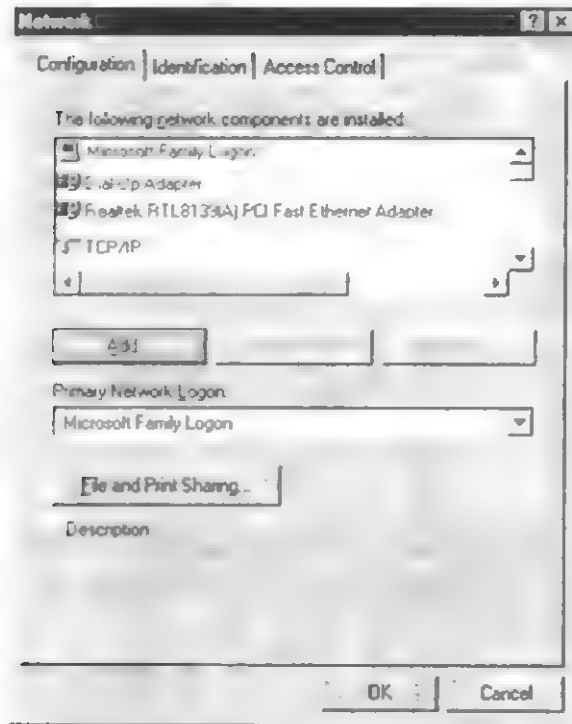 Network
? ×
Configuration Identification Access Control
The following network components are installed:
Microsoft Family Logon
Dial-Up Adapter
Realtek RTL8139(A) PCI Fast Ethernet Adapter
TCP/IP
Add
Primary Network Logon
Microsoft Family Logon
File and Print Sharing...
Description
OK Cancel